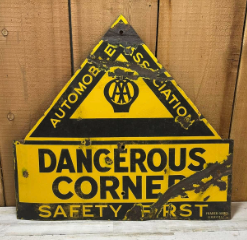 AUTOMOBILE ASSOCIATION
AA
DANGEROUS
CORNER
SAFETY FIRST